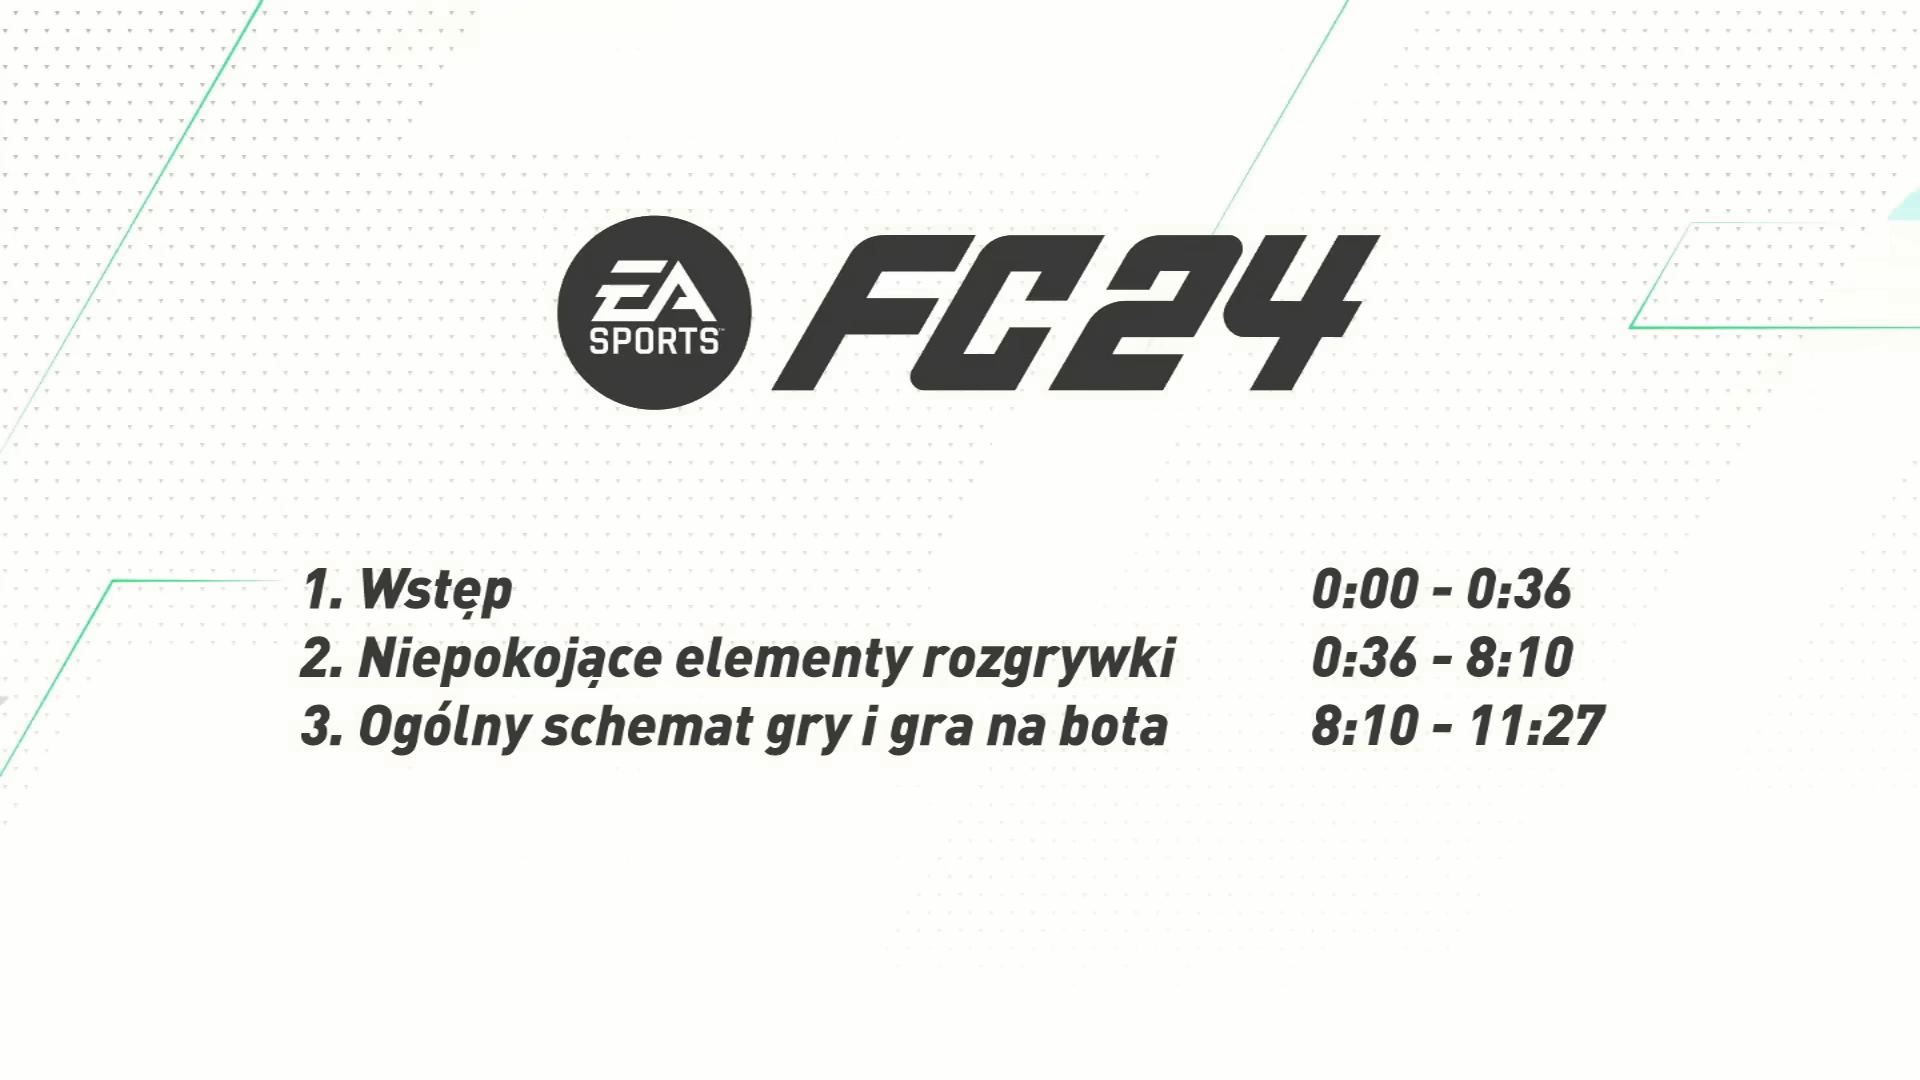 EA
SPORTS™
FC24
1. Wstęp 0:00 - 0:36
2. Niepokojące elementy rozgrywki 0:36 - 8:10
3. Ogólny schemat gry i gra na bota 8:10 - 11:27